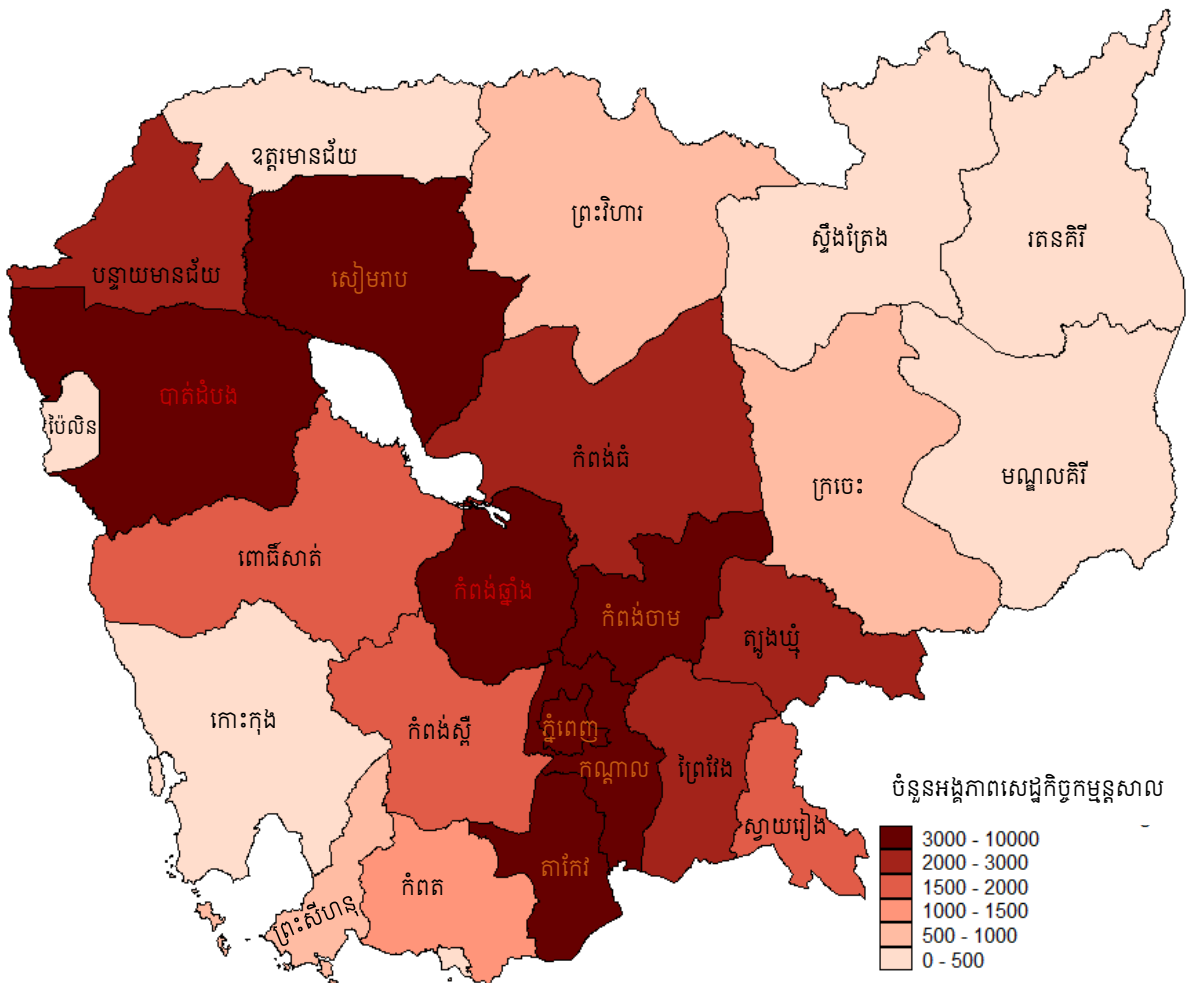 ឧត្តរមានជ័យ
ព្រះវិហារ
ស្ទឹងត្រែង
រតនគិរី
បន្ទាយមានជ័យ
សៀមរាប
បាត់ដំបង
ប៉ៃលិន
កំពង់ធំ
ក្រចេះ
មណ្ឌលគិរី
ពោធិ៍សាត់
កំពង់ឆ្នាំង
កំពង់ចាម
ត្បូងឃ្មុំ
កោះកុង
កំពង់ស្ពឺ
ភ្នំពេញ
កណ្តាល
ព្រៃវែង
ស្វាយរៀង
តាកែវ
កំពត
ព្រះសីហនុ
ចំនួនអង្គភាពសេដ្ឋកិច្ចកម្មន្តសាល
3000 - 10000
2000 - 3000
1500 - 2000
1000 - 1500
500 - 1000
0 - 500